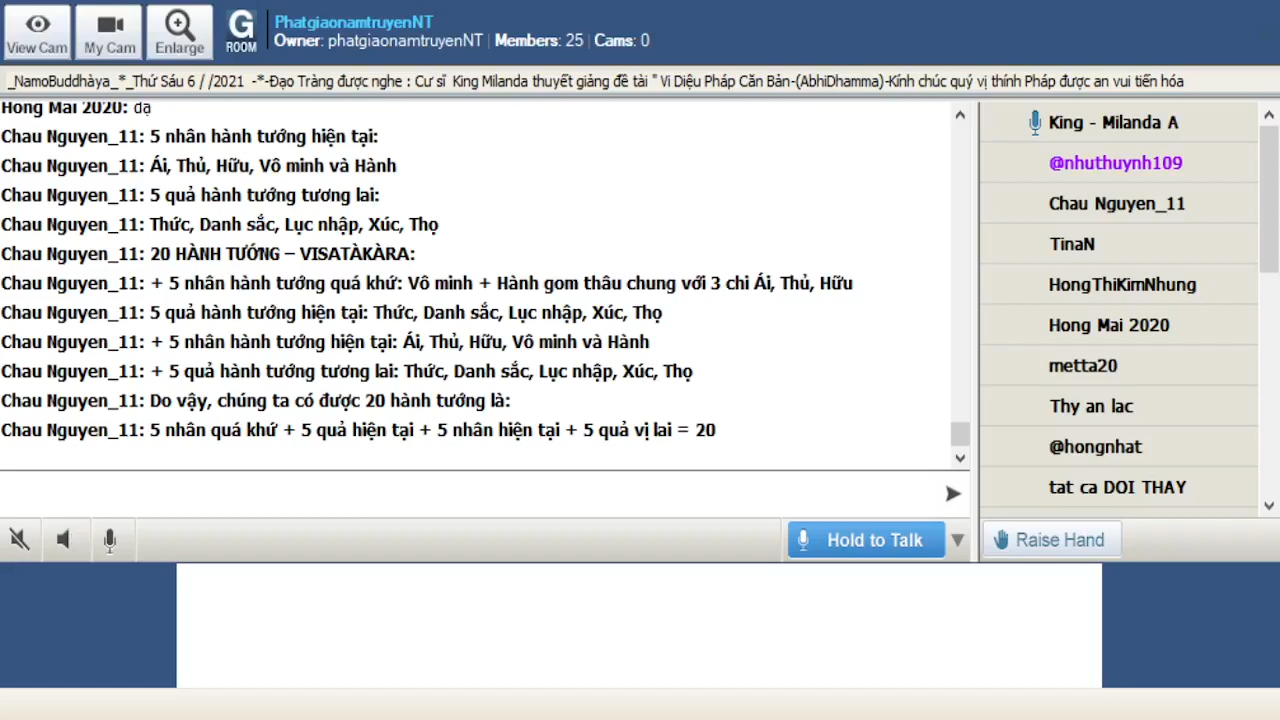 View Cam
My Cam
Enlarge
G
ROOM
PhatgiaonamtruyenNT
Owner: phatgiaonamtruyenNT | Members: 25 | Cams: 0
_NamoBuddhàya_*_Thứ Sáu 6 / /2021 -*-Đạo Tràng được nghe : Cư sĩ King Milanda thuyết giảng đề tài " Vi Diệu Pháp Căn Bản-(AbhiDhamma)-Kính chúc quý vị thính Pháp được an vui tiến hóa
Hong Mai 2020: dạ
Chau Nguyen_11: 5 nhân hành tướng hiện tại:
Chau Nguyen_11: Ái, Thủ, Hữu, Vô minh và Hành
Chau Nguyen_11: 5 quả hành tướng tương lai:
Chau Nguyen_11: Thức, Danh sắc, Lục nhập, Xúc, Thọ
Chau Nguyen_11: 20 HÀNH TƯỚNG – VISATÀKÀRA:
Chau Nguyen_11: + 5 nhân hành tướng quá khứ: Vô minh + Hành gom thâu chung với 3 chi Ái, Thủ, Hữu
Chau Nguyen_11: 5 quả hành tướng hiện tại: Thức, Danh sắc, Lục nhập, Xúc, Thọ
Chau Nguyen_11: + 5 nhân hành tướng hiện tại: Ái, Thủ, Hữu, Vô minh và Hành
Chau Nguyen_11: + 5 quả hành tướng tương lai: Thức, Danh sắc, Lục nhập, Xúc, Thọ
Chau Nguyen_11: Do vậy, chúng ta có được 20 hành tướng là:
Chau Nguyen_11: 5 nhân quá khứ + 5 quả hiện tại + 5 nhân hiện tại + 5 quả vị lai = 20
Hold to Talk
King - Milanda A
@nhuthuynh109
Chau Nguyen_11
TinaN
HongThiKimNhung
Hong Mai 2020
metta20
Thy an lac
@hongnhat
tat ca DOI THAY
Raise Hand